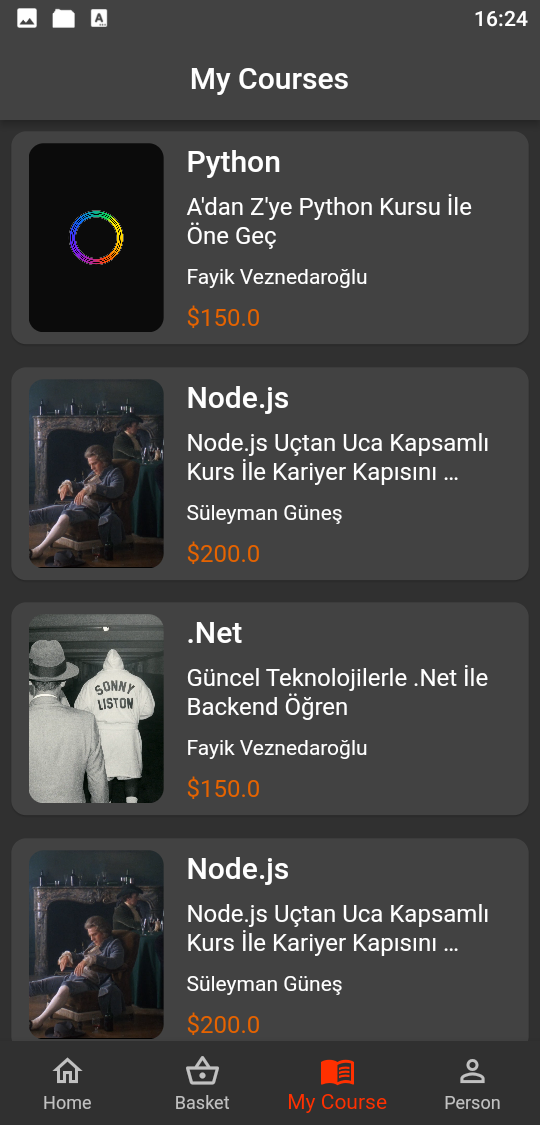 A
16:24
My Courses
Python
A'dan Z'ye Python Kursu İle
Öne Geç
Fayik Veznedaroğlu
$150.0
Node.js
Node.js Uçtan Uca Kapsamlı
Kurs İle Kariyer Kapısını ...
Süleyman Güneş
$200.0
SONNY
LISTON
.Net
Güncel Teknolojilerle .Net İle
Backend Öğren
Fayik Veznedaroğlu
$150.0
Node.js
Node.js Uçtan Uca Kapsamlı
Kurs İle Kariyer Kapısını ...
Süleyman Güneş
$200.0
Home
Basket
My Course
Person